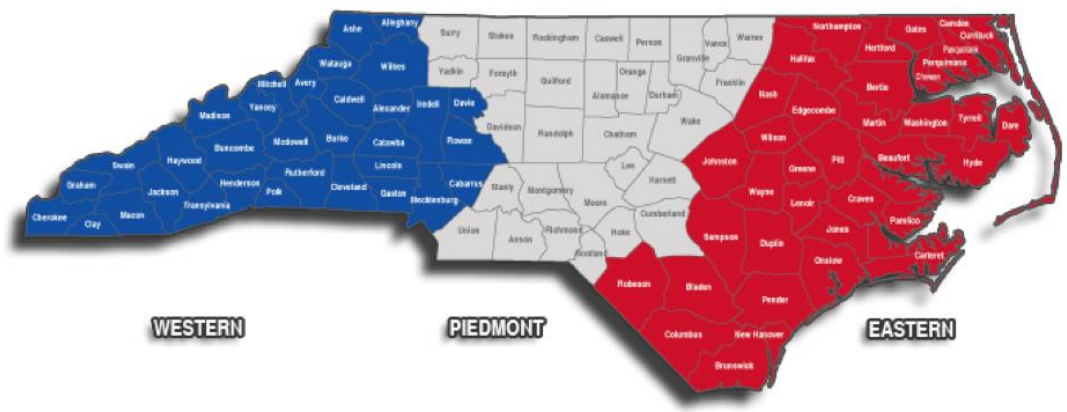 Ashe
Alleghany
Watauga
Wilkes
Mitchell
Avery
Caldwell
Alexander
Iredell
Davie
Yancey
Madison
Burke
Catawba
Rowan
Mcdowell
Buncombe
Haywood
Swain
Graham
Cherokee
Clay
Macon
Jackson
Transylvania
Henderson
Polk
Rutherford
Cleveland
Lincoln
Gaston
Mecklenburg
Cabarrus
Surry
Stokes
Rockingham
Caswell
Person
Granville
Vance
Warren
Yadkin
Forsyth
Guilford
Alamance
Orange
Durham
Franklin
Davidson
Randolph
Chatham
Wake
Lee
Harnett
Stanly
Montgomery
Moore
Cumberland
Union
Anson
Richmond
Hoke
Scotland
Northampton
Gates
Camden
Currituck
Pasquotank
Perquimans
Chowan
Hertford
Halifax
Bertie
Nash
Edgecombe
Martin
Washington
Tyrrell
Dare
Wilson
Johnston
Greene
Pitt
Beaufort
Hyde
Wayne
Lenoir
Craves
Pamlico
Sampson
Duplin
Jones
Onslow
Carteret
Robeson
Bladen
Pender
Columbus
New Hanover
Brunswick
WESTERN
PIEDMONT
EASTERN